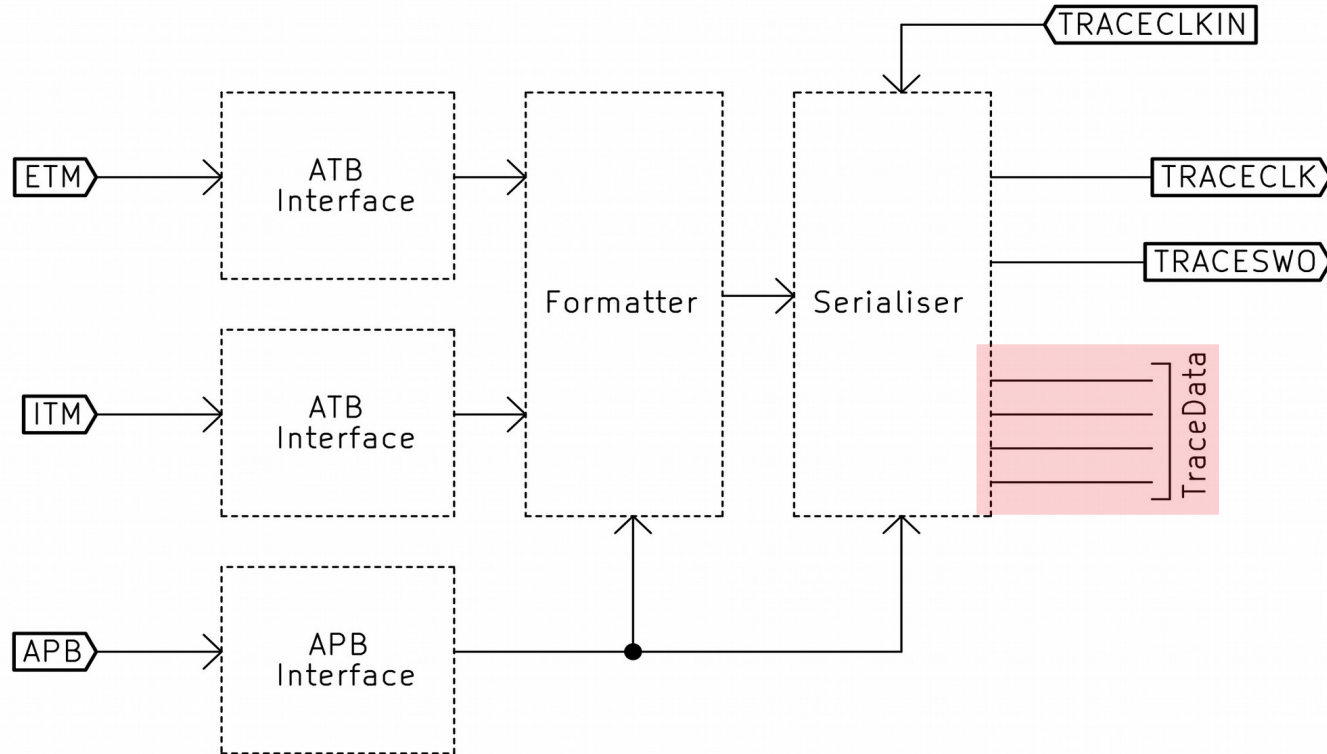 TRACECLKIN
ETM
ATB
Interface
TRACECLK
TRACESWO
Formatter
Serialiser
TraceData
ITM
ATB
Interface
APB
APB
Interface